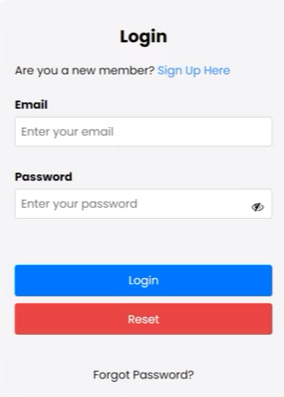 Login
Are you a new member? Sign Up Here
Email
Enter your email
Password
Enter your password
Login
Reset
Forgot Password?